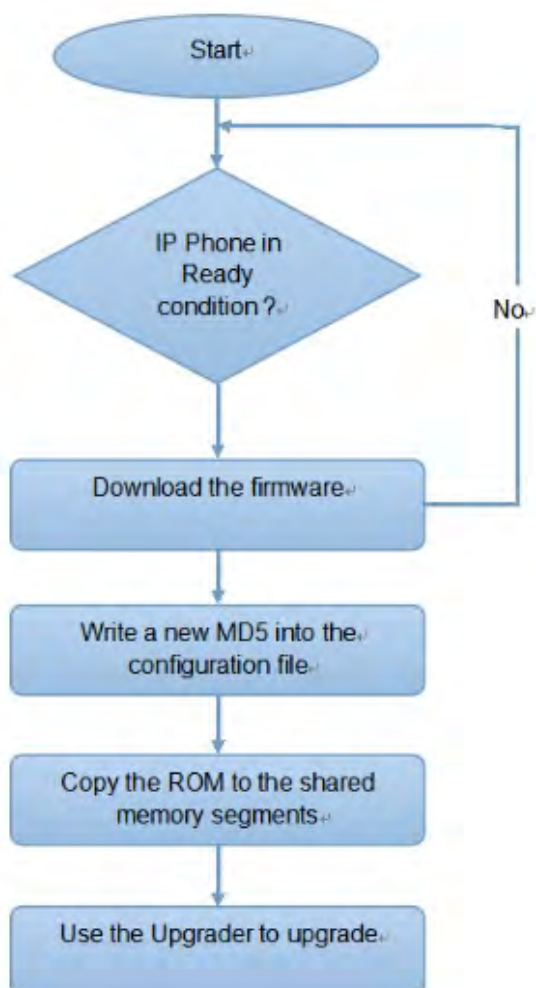 Start
IP Phone in
Ready
condition ?
No
Download the firmware
Write a new MD5 into the
configuration file
Copy the ROM to the shared
memory segments
Use the Upgrader to upgrade